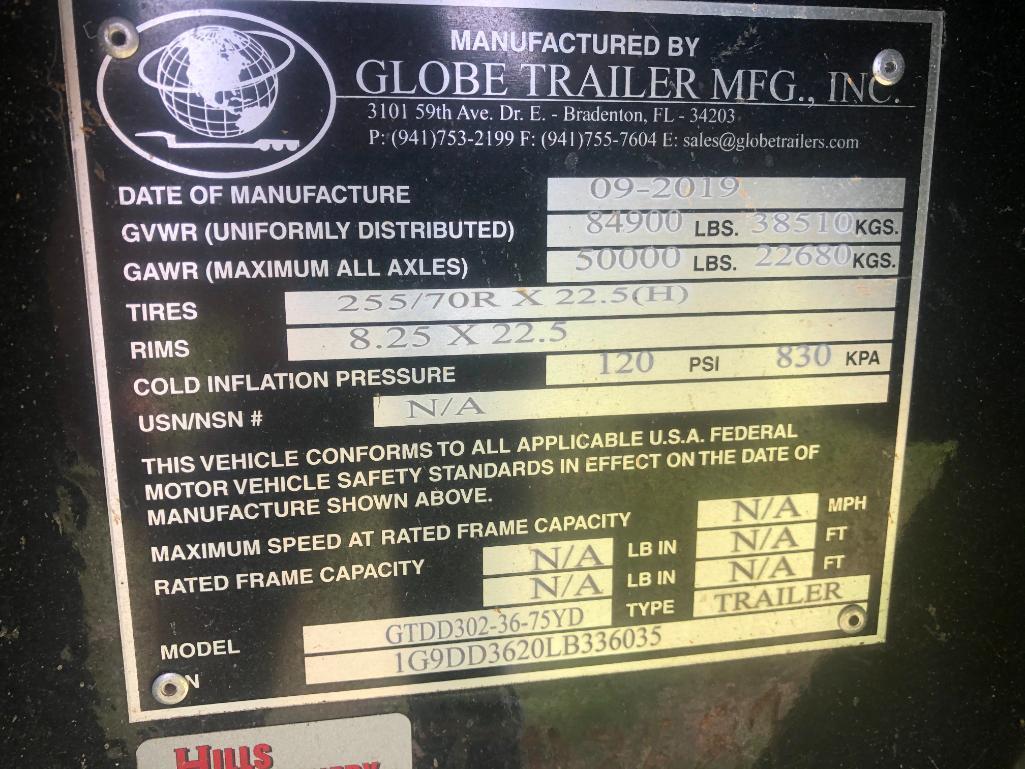 MANUFACTURED BY
GLOBE TRAILER MFG., INC.
3101 59th Ave. Dr. E. - Bradenton, FL - 34203
P: (941)753-2199 F: (941)755-7604 E: sales@globetrailers.com
DATE OF MANUFACTURE 09-2019
GVWR (UNIFORMLY DISTRIBUTED) 84900 LBS. 38510 KGS.
GAWR (MAXIMUM ALL AXLES) 50000 LBS. 22680 KGS.
TIRES 255/70R X 22.5(H)
RIMS 8.25 X 22.5
COLD INFLATION PRESSURE 120 PSI 830 KPA
USN/NSN # N/A
THIS VEHICLE CONFORMS TO ALL APPLICABLE U.S.A. FEDERAL
MOTOR VEHICLE SAFETY STANDARDS IN EFFECT ON THE DATE OF
MANUFACTURE SHOWN ABOVE.
MAXIMUM SPEED AT RATED FRAME CAPACITY N/A MPH
RATED FRAME CAPACITY N/A LB IN N/A FT
N/A LB IN N/A FT
MODEL GTDD302-36-75YD TYPE TRAILER
N 1G9DD3620LB336035
HILLS